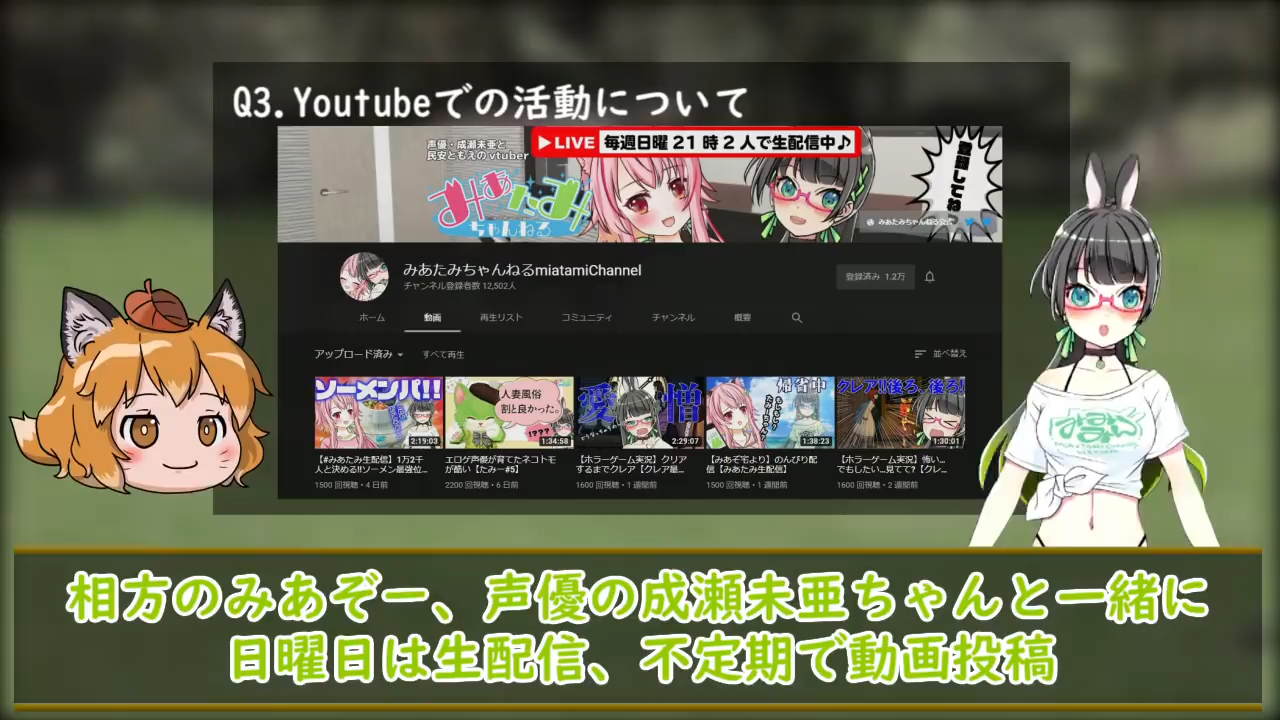 Q3.Youtubeでの活動について
声優・成瀬未亜と
民安ともえのvtuber
▶LIVE 毎週日曜 21 時 2 人で生配信中♪
みあたみ
ちゃんねる
登録してね
みあたみちゃんねる公式
みあたみちゃんねるmiatamiChannel
チャンネル登録者数 12,502人
登録済み 1.2万
ホーム 動画 再生リスト コミュニティ チャンネル 概要
アップロード済み すべて再生 並べ替え
ソーメンパ!!
2:19:03
人妻風俗
割と良かった。
!???
1:34:58
愛憎
2:29:07
帰省中
1:38:23
クレア!!後ろ、後ろ!
1:30:01
【#みあたみ生配信】1万2千
人と決める!!ソーメン最強位...
1500 回視聴・4 日前
エロゲ声優が育てたネコトモ
が酷い【たみー#5】
2200 回視聴・6 日前
【ホラーゲーム実況】クリア
するまでクレア【クレア最...
1600 回視聴・1 週間前
【みあぞ宅より】のんびり配
信【みあたみ生配信】
1500 回視聴・1 週間前
【ホラーゲーム実況】怖い...
でもしたい...見てて?【クレ...
1600 回視聴・2 週間前
相方のみあぞー、声優の成瀬未亜ちゃんと一緒に
日曜日は生配信、不定期で動画投稿